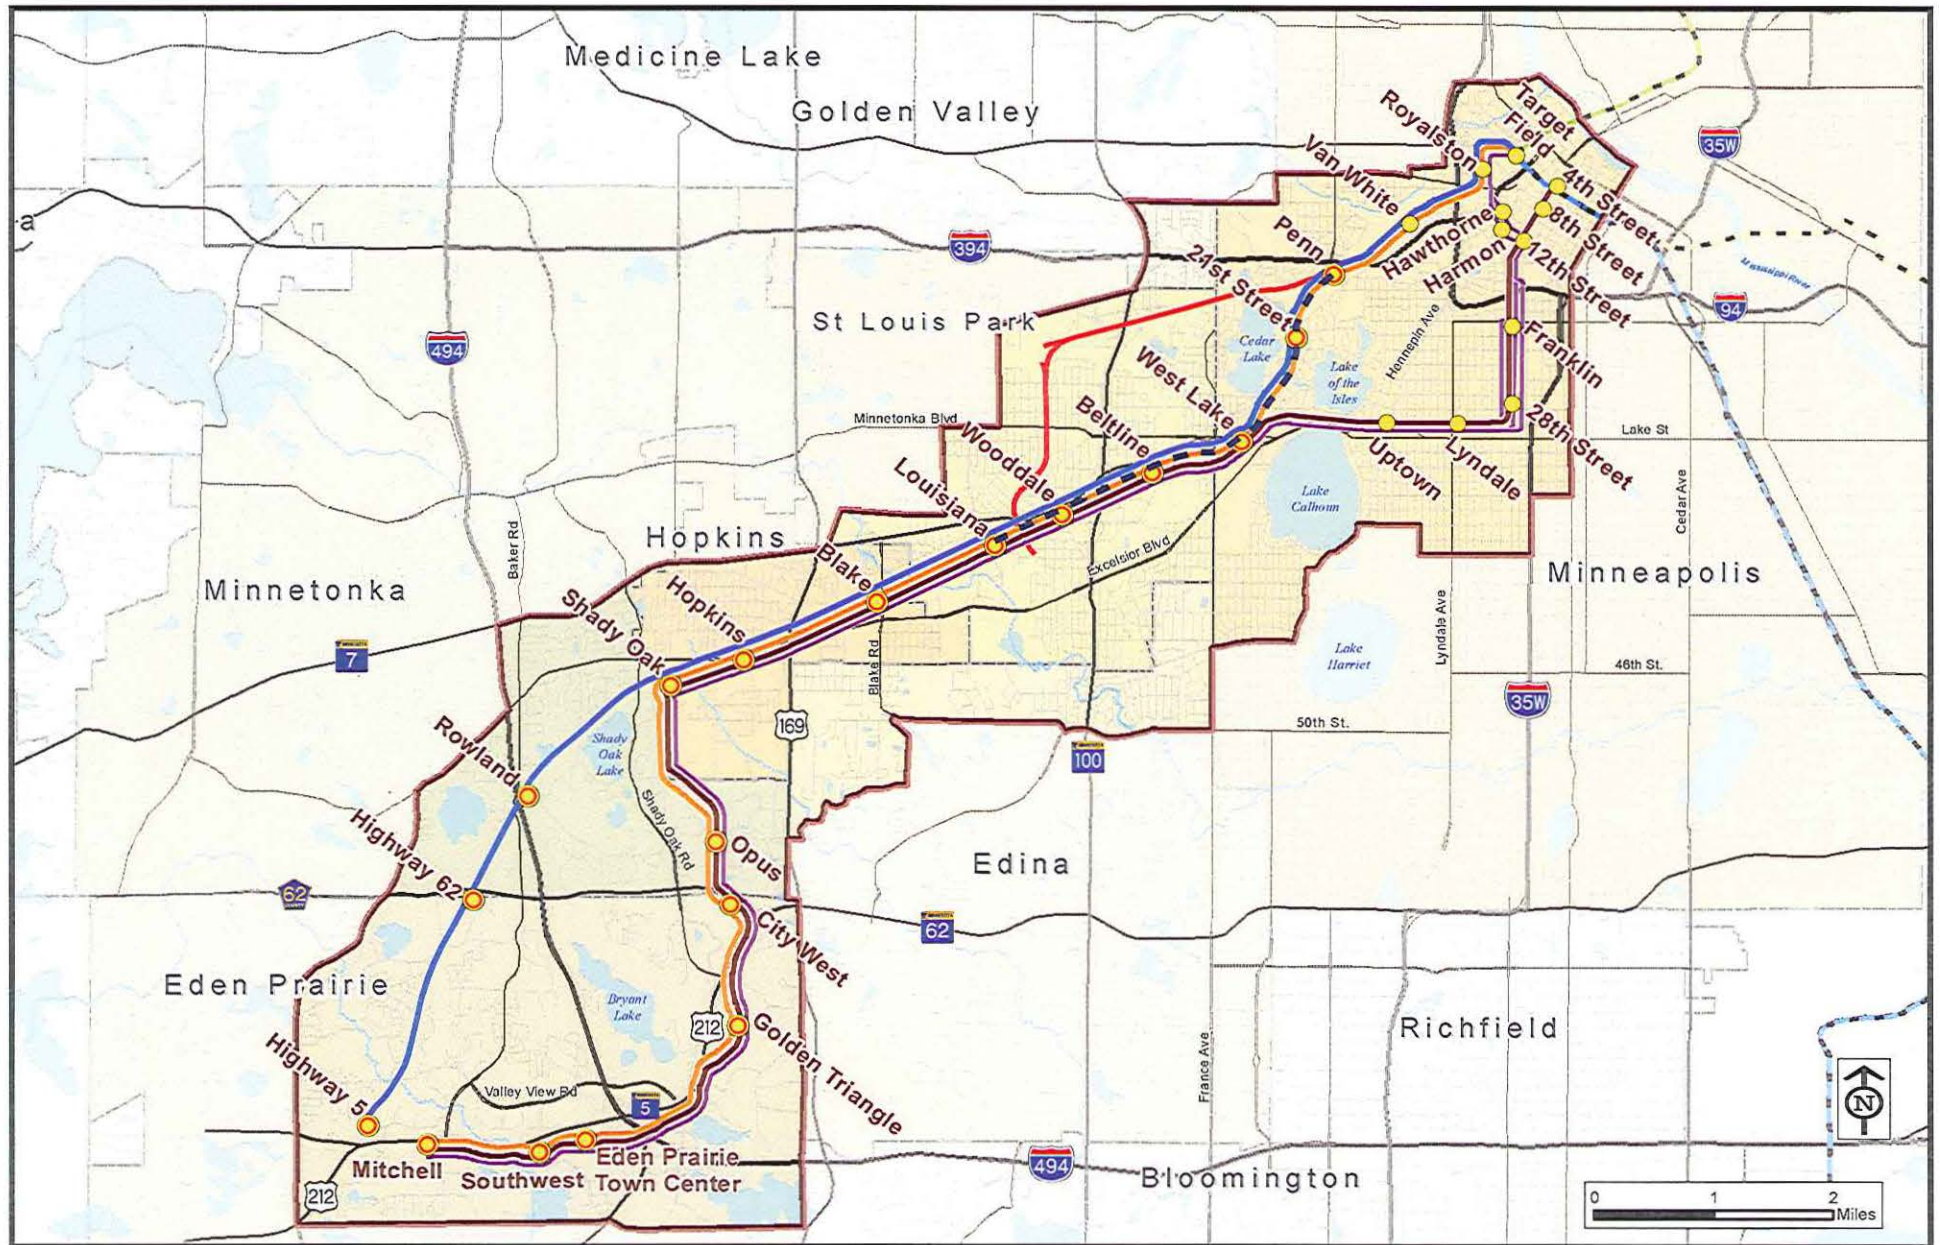 Medicine Lake
Golden Valley
Target
Field
Royalston
Van White
35W
4th Street
8th Street
12th Street
Hawthorne
Harmon
Penn
21st Street
394
a
Mississippi River
94
St Louis Park
494
Cedar
Lake
Lake
of the
Isles
Hennepin Ave
Franklin
West Lake
Beltline
Minnetonka Blvd
Wooddale
Louisiana
Uptown
Lyndale
28th Street
Lake St
Lake
Calhoun
Cedar Ave
Hopkins
Baker Rd
Blake
Excelsior Blvd
Minneapolis
Minnetonka
Hopkins
Shady Oak
7
Blake Rd
Lyndale Ave
Lake
Harriet
46th St.
35W
169
50th St.
100
Rowland
Shady
Oak
Lake
Shady Oak Rd
Highway 62
Opus
Edina
62
62
City West
Eden Prairie
Bryant
Lake
212
Golden Triangle
Richfield
France Ave
Highway 5
Valley View Rd
5
N
Mitchell
Southwest
Eden Prairie
Town Center
494
Bloomington
212
0 1 2
Miles